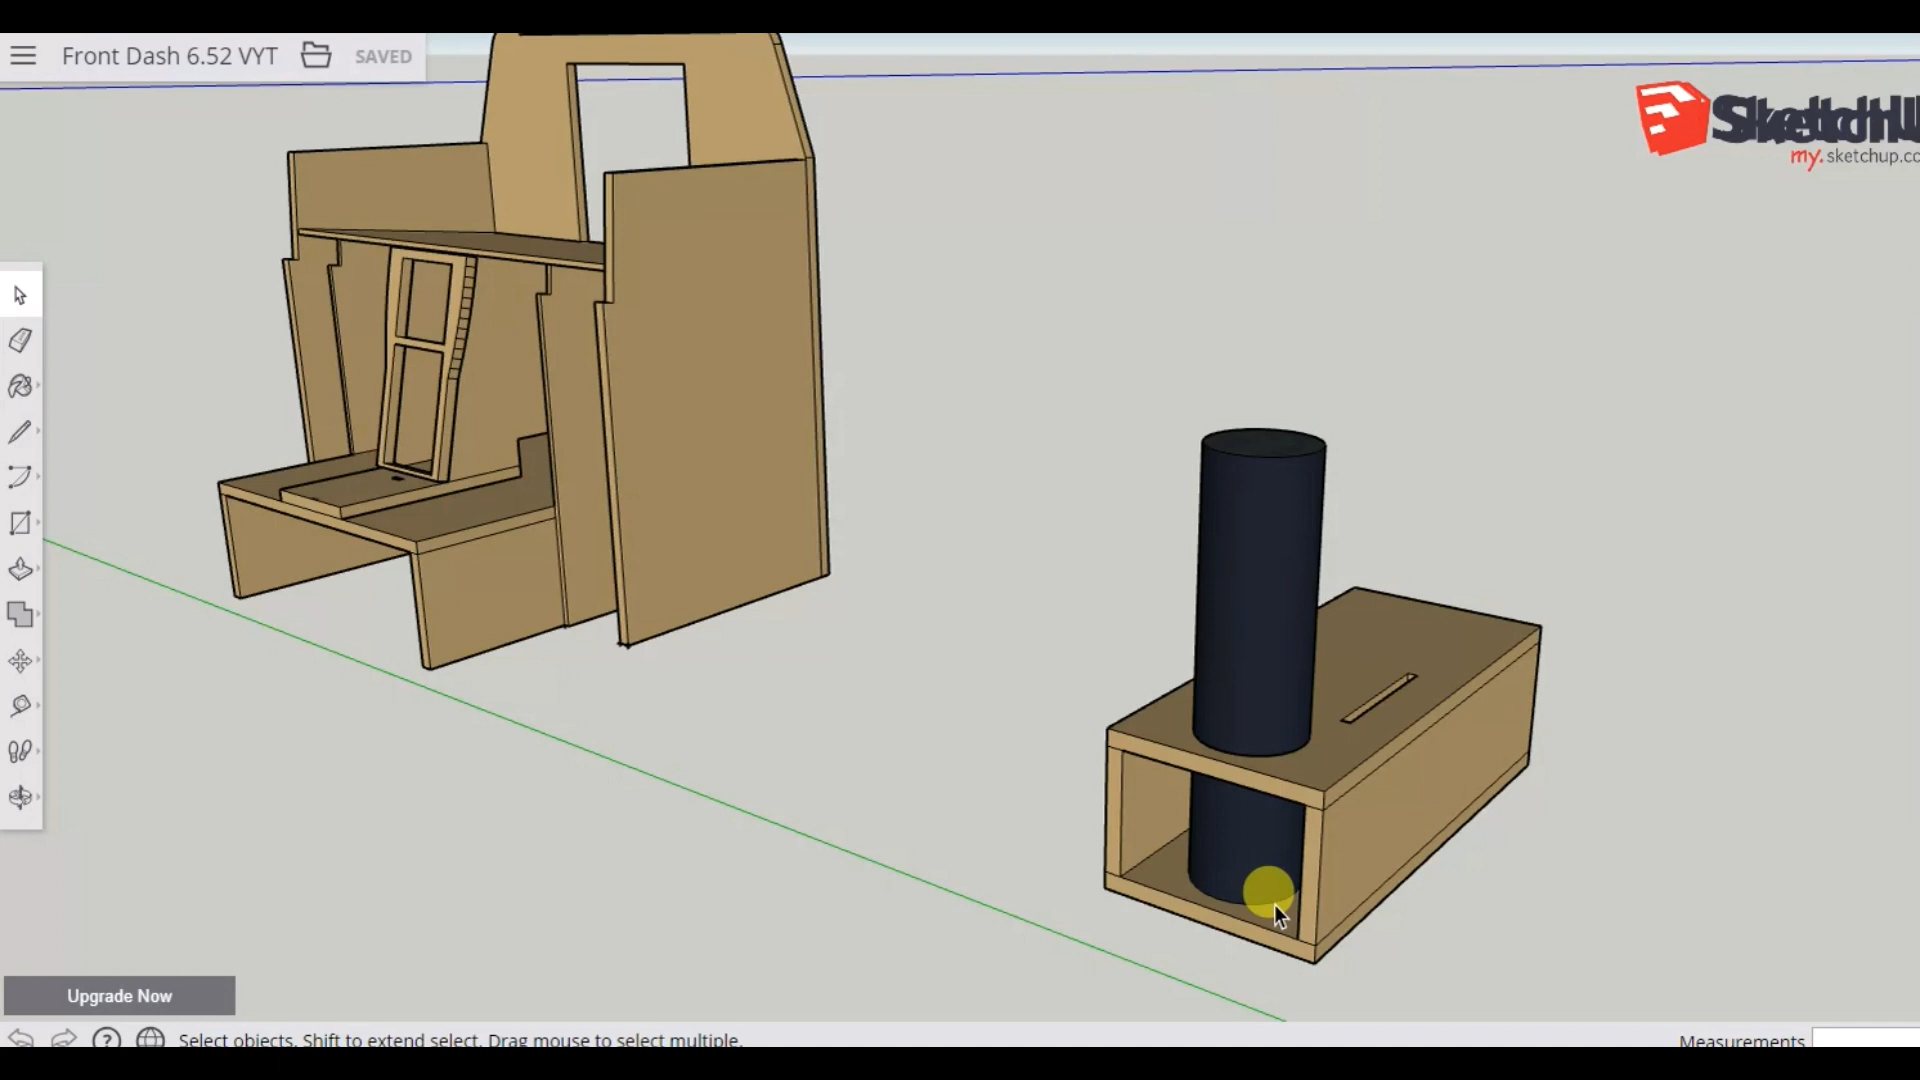 Front Dash 6.52 VYT SAVED
my.sketchup.co
Upgrade Now
Select objects. Shift to extend select. Drag mouse to select multiple.
Measurements